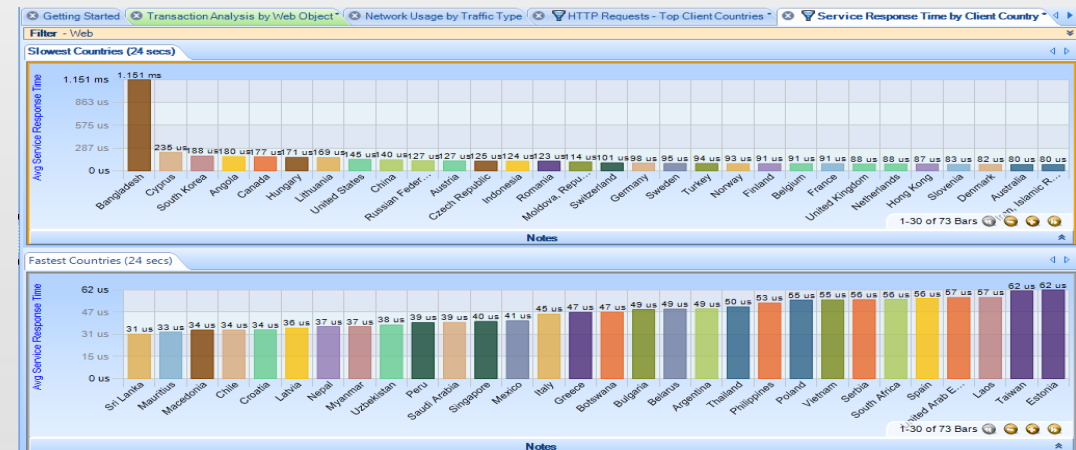 Getting Started Transaction Analysis by Web Object* Network Usage by Traffic Type HTTP Requests - Top Client Countries * Service Response Time by Client Country *
Filter - Web
Slowest Countries (24 secs)
Avg Service Response Time
1.151 ms
863 us
575 us
287 us
0 us
1.151 ms 235 us 188 us 180 us 177 us 171 us 169 us 145 us 140 us 127 us 127 us 125 us 124 us 123 us 114 us 101 us 98 us 95 us 94 us 93 us 91 us 91 us 91 us 88 us 88 us 87 us 83 us 82 us 80 us 80 us
Bangladesh Cyprus South Korea Angola Canada Hungary Lithuania United States China Russian Feder... Austria Czech Republic Indonesia Romania Moldova, Repu... Switzerland Germany Sweden Turkey Norway Finland Belgium France United Kingdom Netherlands Hong Kong Slovenia Denmark Australia Iran, Islamic R...
1-30 of 73 Bars
Notes
Fastest Countries (24 secs)
Avg Service Response Time
62 us
47 us
31 us
15 us
0 us
31 us 33 us 34 us 34 us 34 us 36 us 37 us 37 us 38 us 39 us 39 us 40 us 41 us 45 us 47 us 47 us 49 us 49 us 49 us 50 us 53 us 55 us 55 us 56 us 56 us 56 us 57 us 57 us 62 us 62 us
Sri Lanka Mauritius Macedonia Chile Croatia Latvia Nepal Myanmar Uzbekistan Peru Saudi Arabia Singapore Mexico Italy Greece Botswana Bulgaria Belarus Argentina Thailand Philippines Poland Vietnam Serbia South Africa Spain United Arab E... Laos Taiwan Estonia
1-30 of 73 Bars
Notes